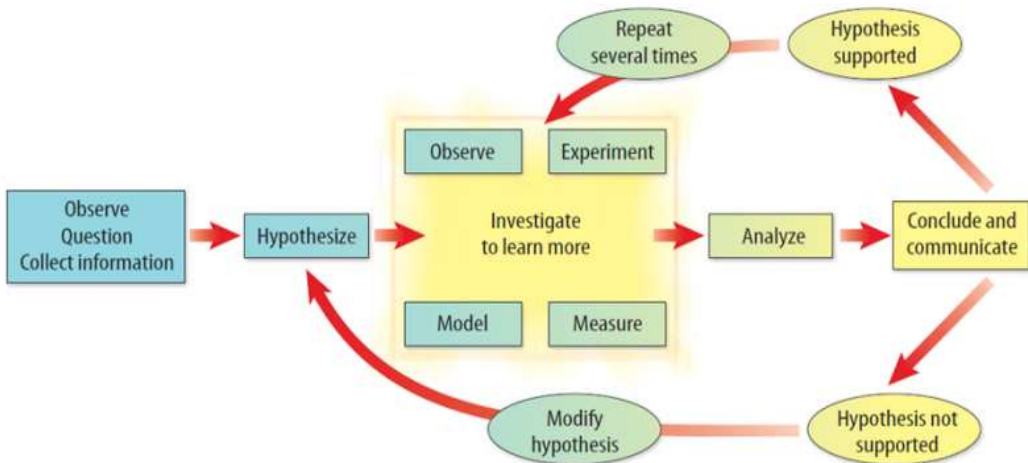 Repeat
several times
Hypothesis
supported
Observe
Experiment
Observe
Question
Collect information
Hypothesize
Investigate
to learn more
Analyze
Conclude and
communicate
Model
Measure
Modify
hypothesis
Hypothesis not
supported